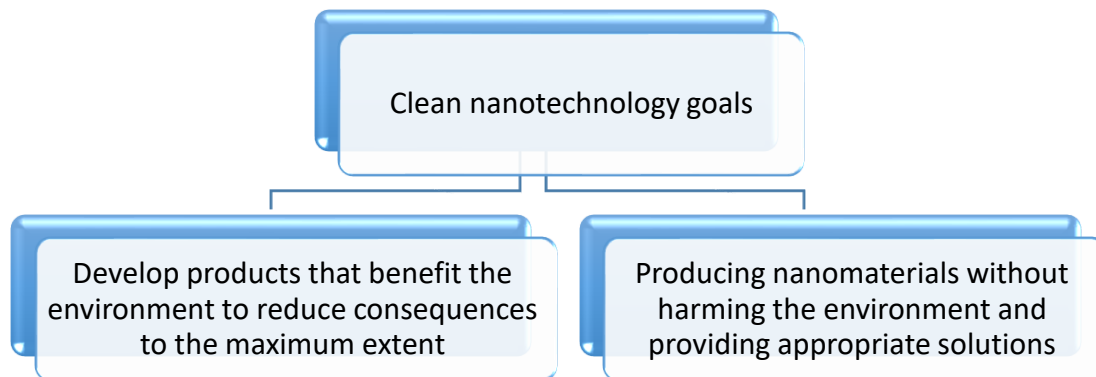 Clean nanotechnology goals
Develop products that benefit the
environment to reduce consequences
to the maximum extent
Producing nanomaterials without
harming the environment and
providing appropriate solutions